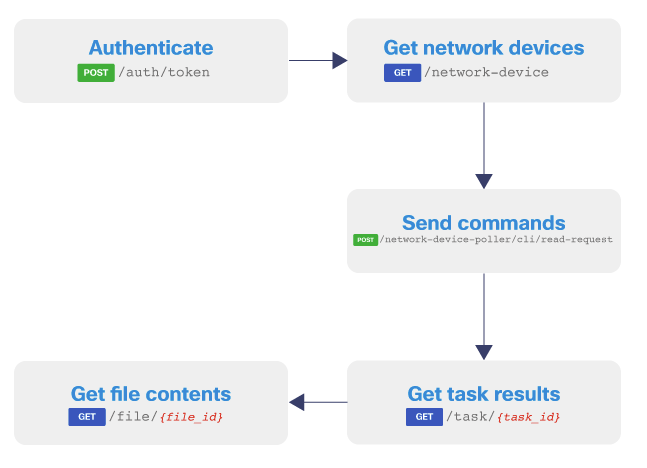 Authenticate
POST /auth/token
Get network devices
GET /network-device
Send commands
POST /network-device-poller/cli/read-request
Get task results
GET /task/{task_id}
Get file contents
GET /file/{file_id}